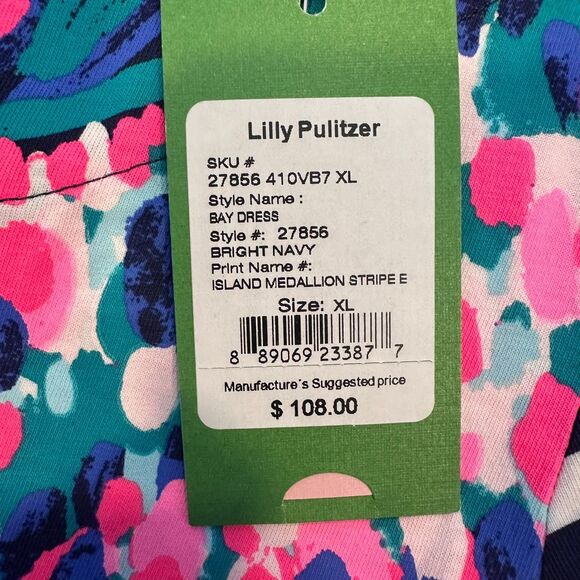 Lilly Pulitzer
SKU #
27856 410VB7 XL
Style Name :
BAY DRESS
Style #: 27856
BRIGHT NAVY
Print Name #:
ISLAND MEDALLION STRIPE E
Size: XL
8 89069 23387 7
Manufacture's Suggested price
$ 108.00